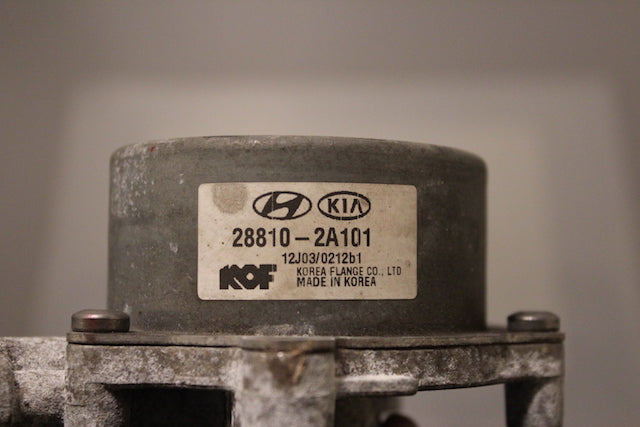 KIA
28810-2A101
12J03/0212b1
KOF KOREA FLANGE CO., LTD
MADE IN KOREA